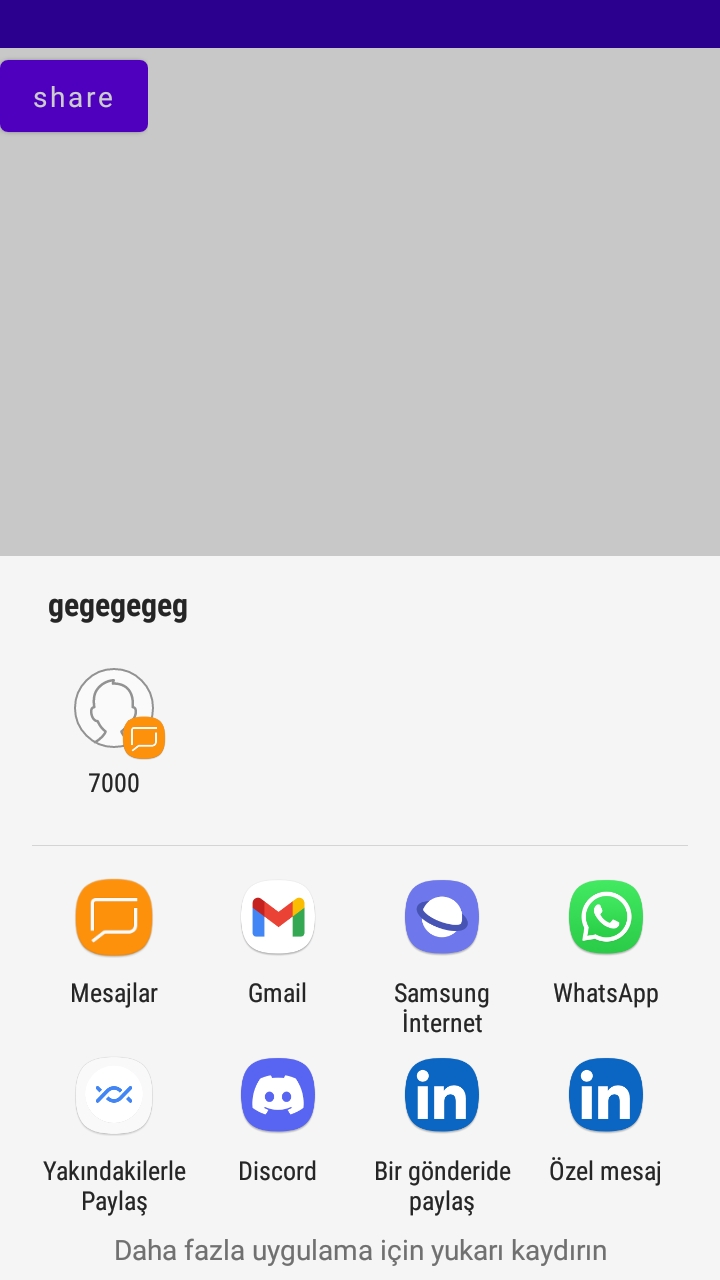 share
gegegegeg
7000
Mesajlar
Gmail
Samsung
İnternet
WhatsApp
Yakındakilerle
Paylaş
Discord
Bir gönderide
paylaş
Özel mesaj
Daha fazla uygulama için yukarı kaydırın